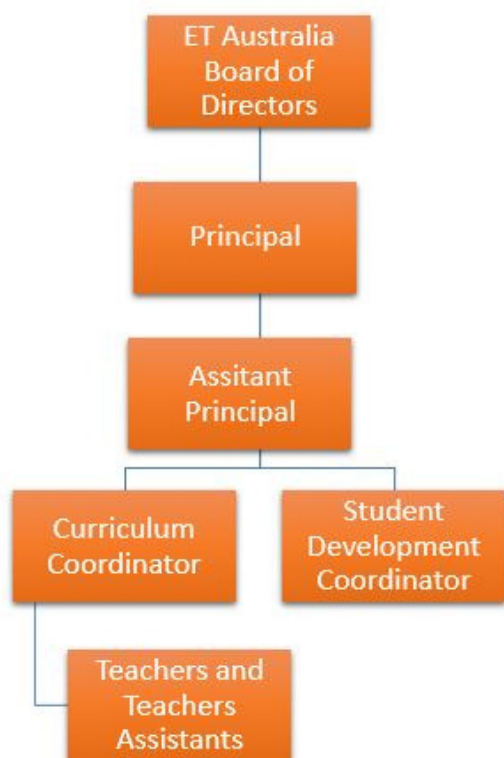 ET Australia
Board of
Directors
Principal
Assitant
Principal
Curriculum
Coordinator
Student
Development
Coordinator
Teachers and
Teachers
Assistants